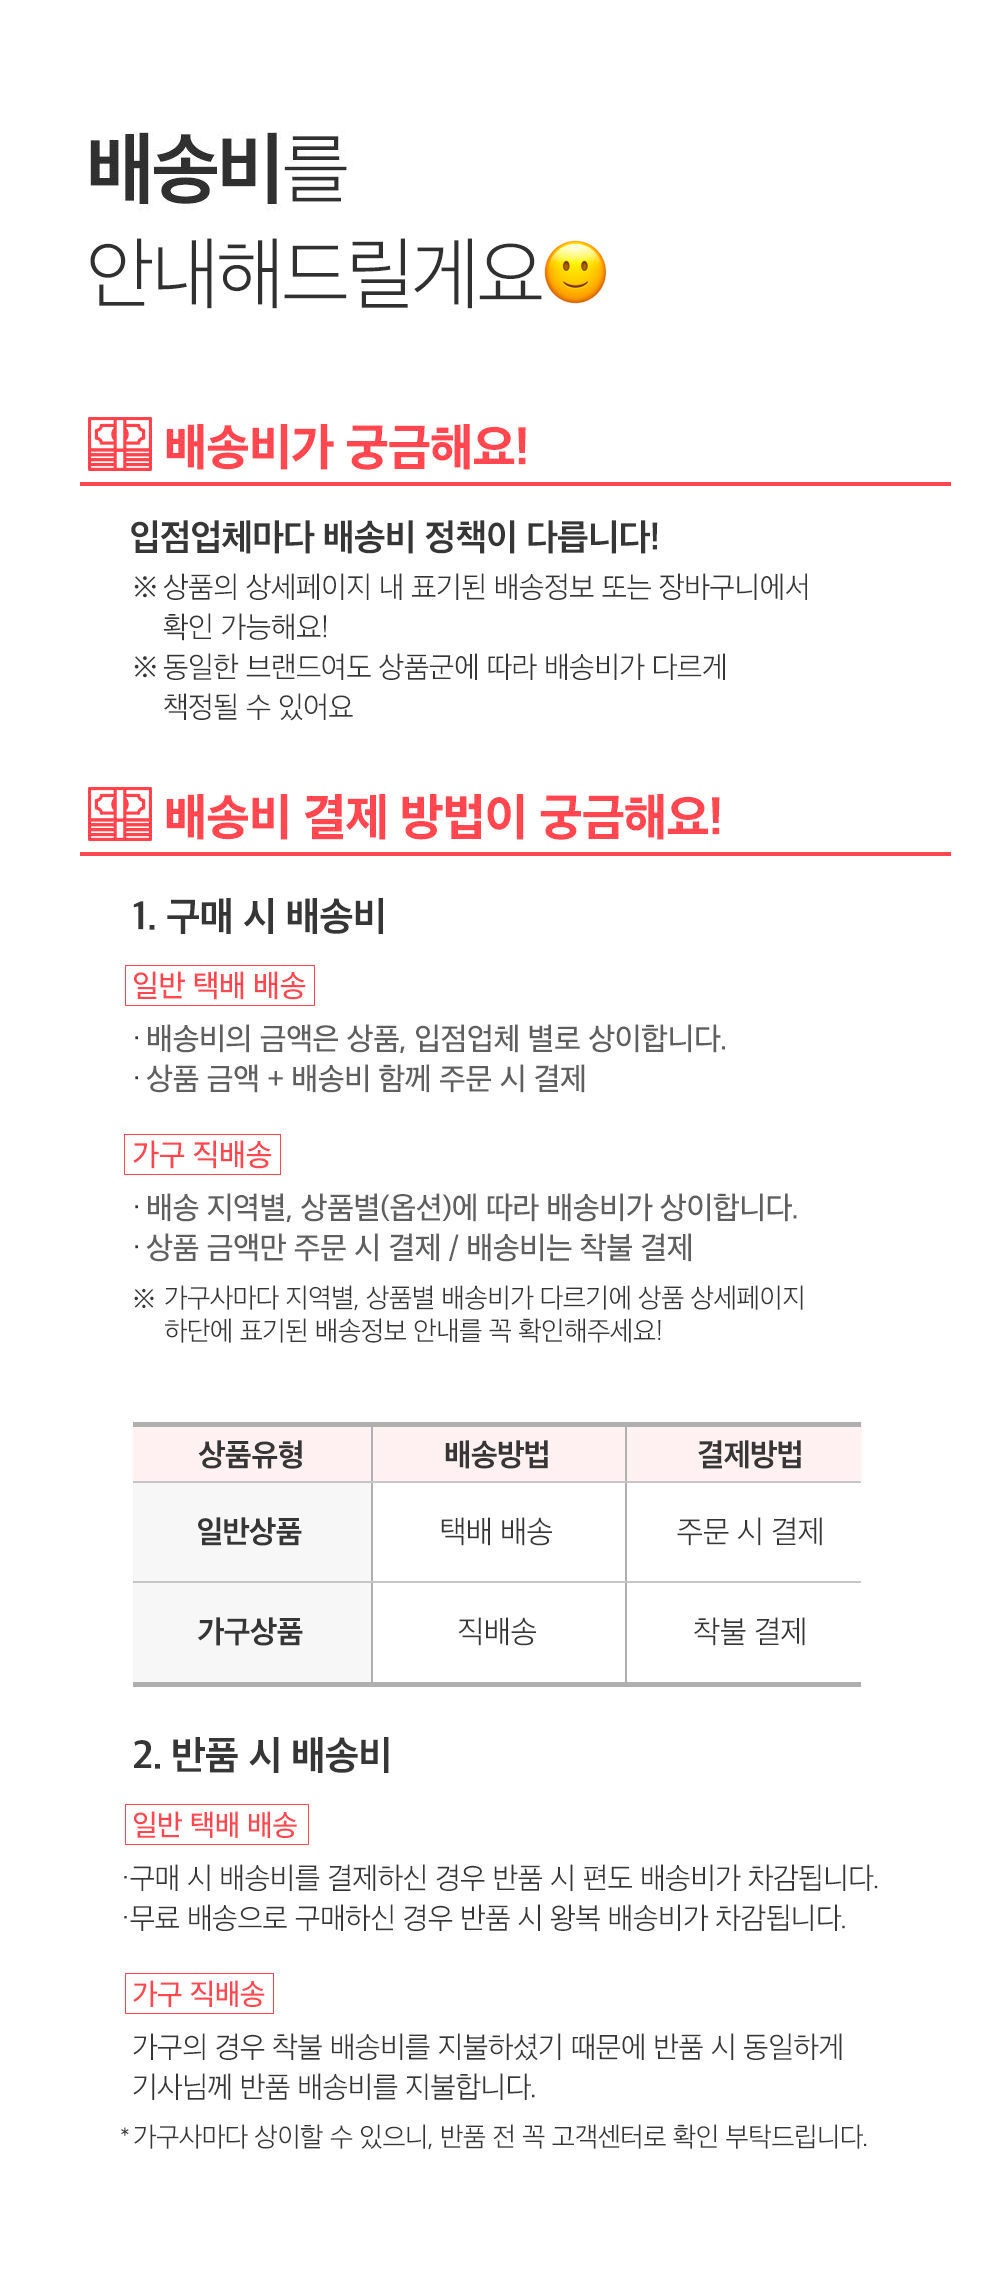 배송비를
안내해드릴게요🙂
배송비가 궁금해요!
입점업체마다 배송비 정책이 다릅니다!
※ 상품의 상세페이지 내 표기된 배송정보 또는 장바구니에서
확인 가능해요!
※ 동일한 브랜드여도 상품군에 따라 배송비가 다르게
책정될 수 있어요
배송비 결제 방법이 궁금해요!
1. 구매 시 배송비
일반 택배 배송
· 배송비의 금액은 상품, 입점업체 별로 상이합니다.
· 상품 금액 + 배송비 함께 주문 시 결제
가구 직배송
· 배송 지역별, 상품별(옵션)에 따라 배송비가 상이합니다.
· 상품 금액만 주문 시 결제 / 배송비는 착불 결제
※ 가구사마다 지역별, 상품별 배송비가 다르기에 상품 상세페이지
하단에 표기된 배송정보 안내를 꼭 확인해주세요!
상품유형 배송방법 결제방법
일반상품 택배 배송 주문 시 결제
가구상품 직배송 착불 결제
2. 반품 시 배송비
일반 택배 배송
·구매 시 배송비를 결제하신 경우 반품 시 편도 배송비가 차감됩니다.
·무료 배송으로 구매하신 경우 반품 시 왕복 배송비가 차감됩니다.
가구 직배송
가구의 경우 착불 배송비를 지불하셨기 때문에 반품 시 동일하게
기사님께 반품 배송비를 지불합니다.
*가구사마다 상이할 수 있으니, 반품 전 꼭 고객센터로 확인 부탁드립니다.